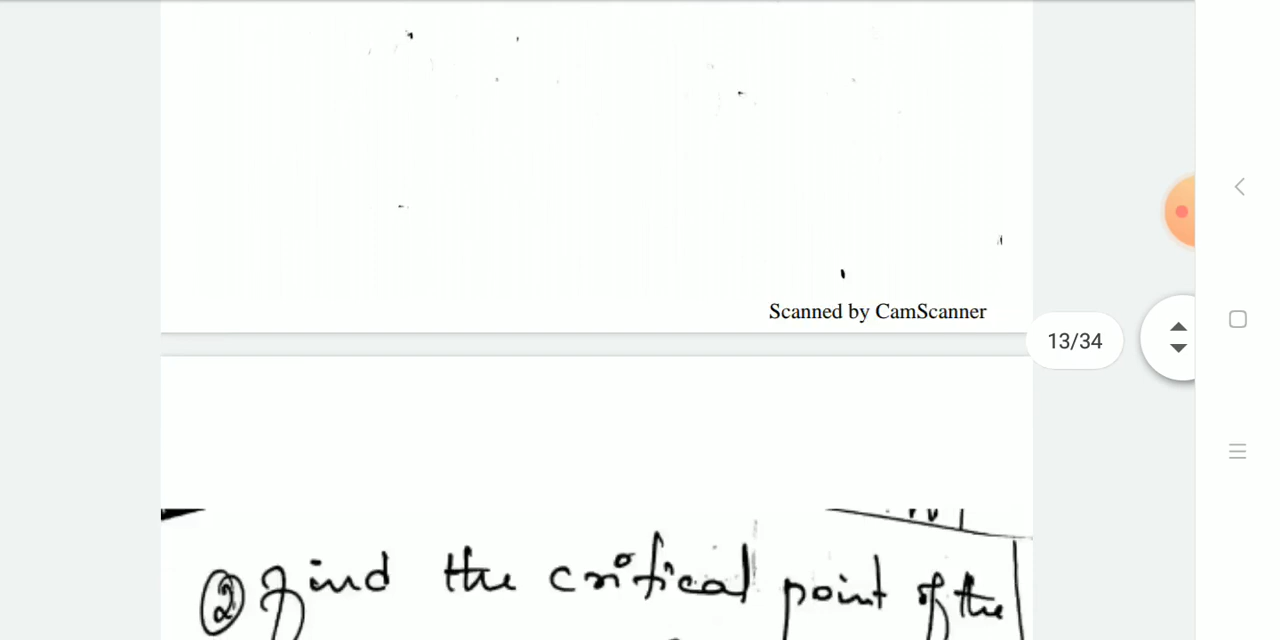 Scanned by CamScanner
13/34
② find the critical point of the